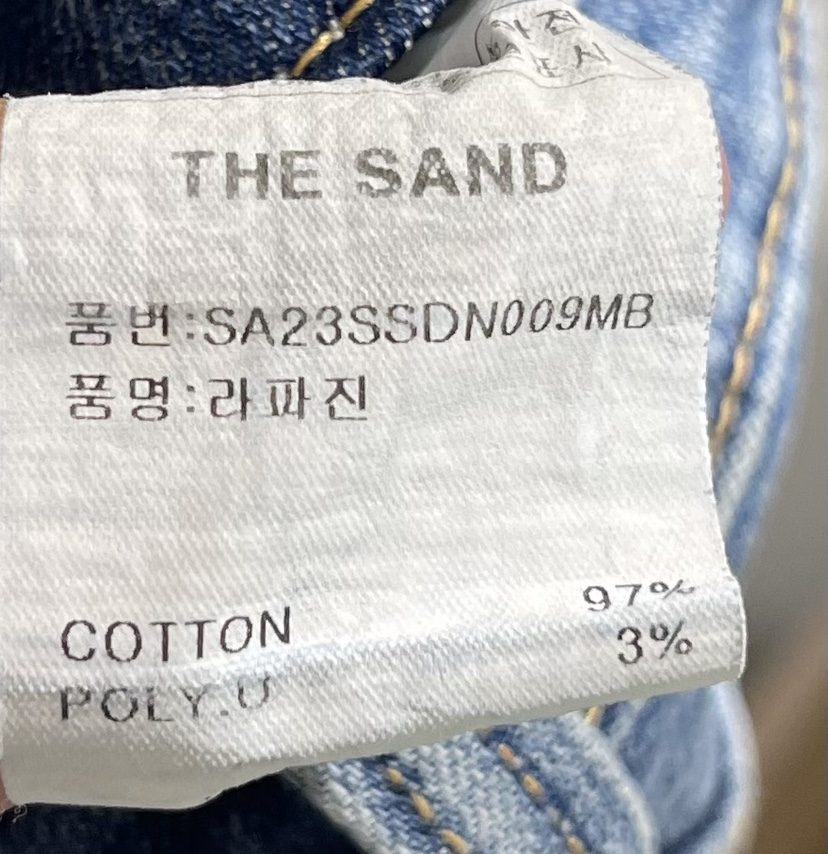 THE SAND
품번:SA23SSDN009MB
품명:라파진
COTTON 97%
POLY.U 3%